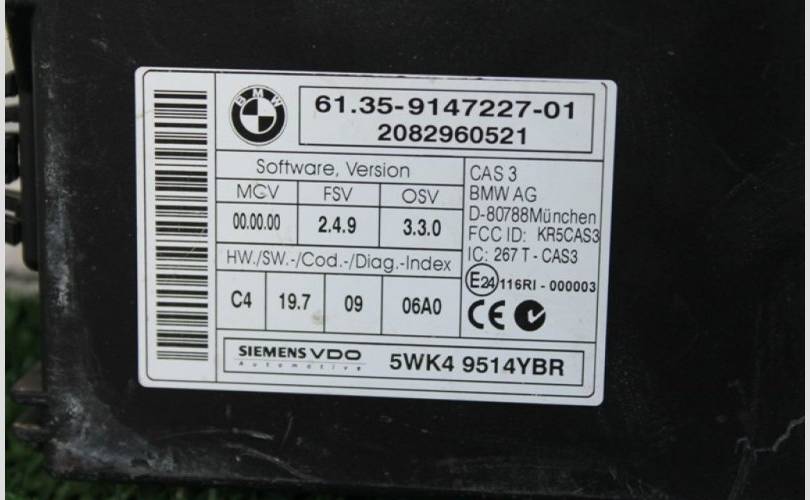 BMW
61.35-9147227-01
2082960521
Software, Version
MCV FSV OSV
00.00.00 2.4.9 3.3.0
HW./SW.-/Cod.-/Diag.-Index
C4 19.7 09 06A0
CAS 3
BMW AG
D-80788München
FCC ID: KR5CAS3
IC: 267 T - CAS3
E24 116RI - 000003
CE
SIEMENS VDO
Automotive
5WK4 9514YBR